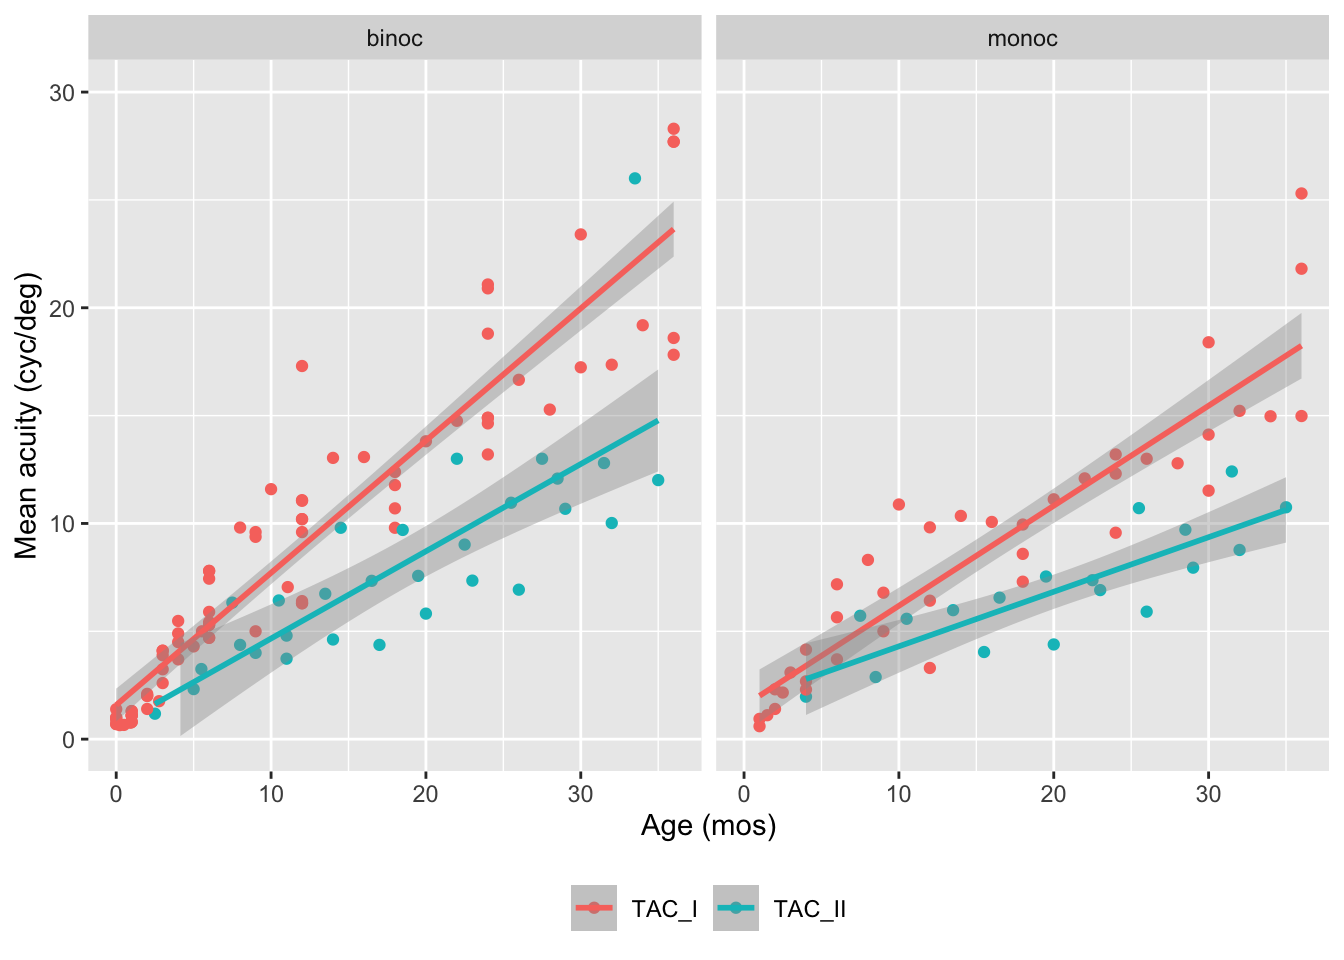 binoc
monoc
Mean acuity (cyc/deg)
30
20
10
0
0 10 20 30
0 10 20 30
Age (mos)
TAC_I TAC_II